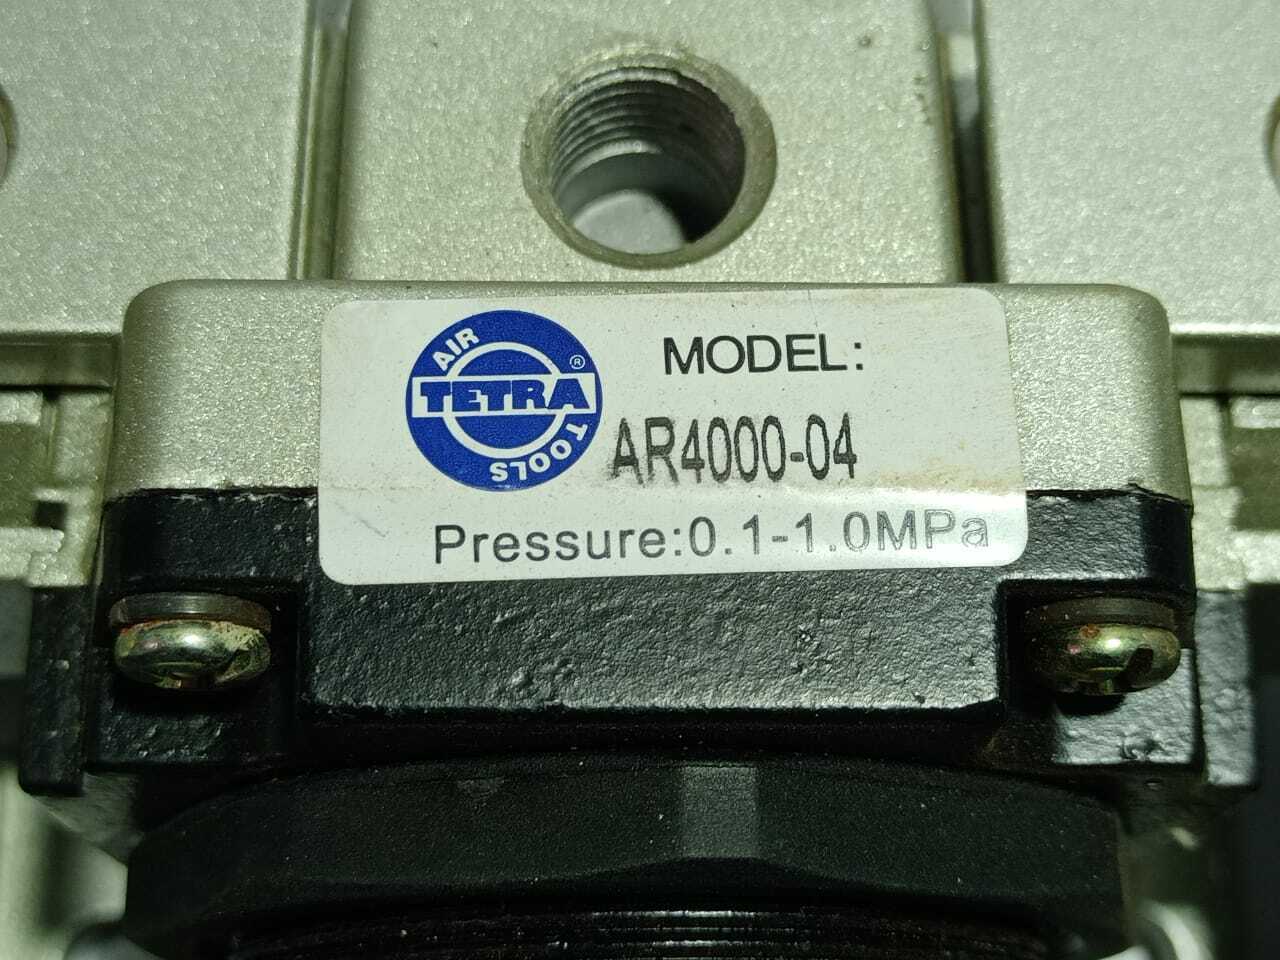 AIR
TETRA ®
TOOLS
MODEL:
AR4000-04
Pressure:0.1-1.0MPa